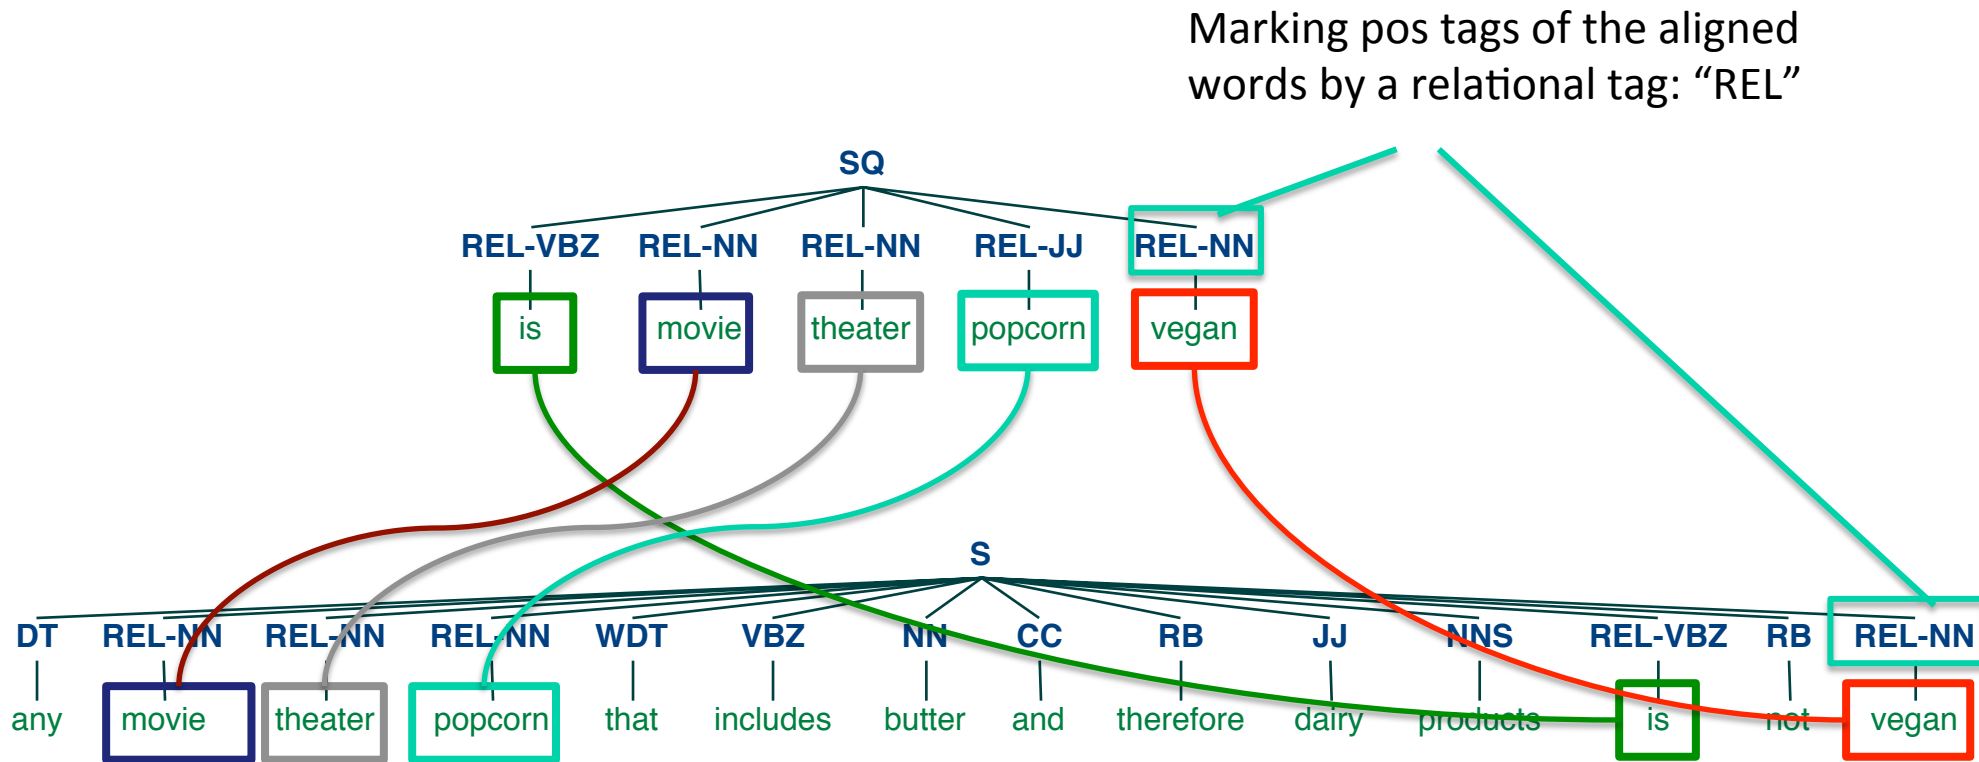 Marking pos tags of the aligned
words by a relational tag: “REL”
SQ
REL-VBZ REL-NN REL-NN REL-JJ REL-NN
is movie theater popcorn vegan
S
DT REL-NN REL-NN REL-NN WDT VBZ NN CC RB JJ NNS REL-VBZ RB REL-NN
any movie theater popcorn that includes butter and therefore dairy products is not vegan